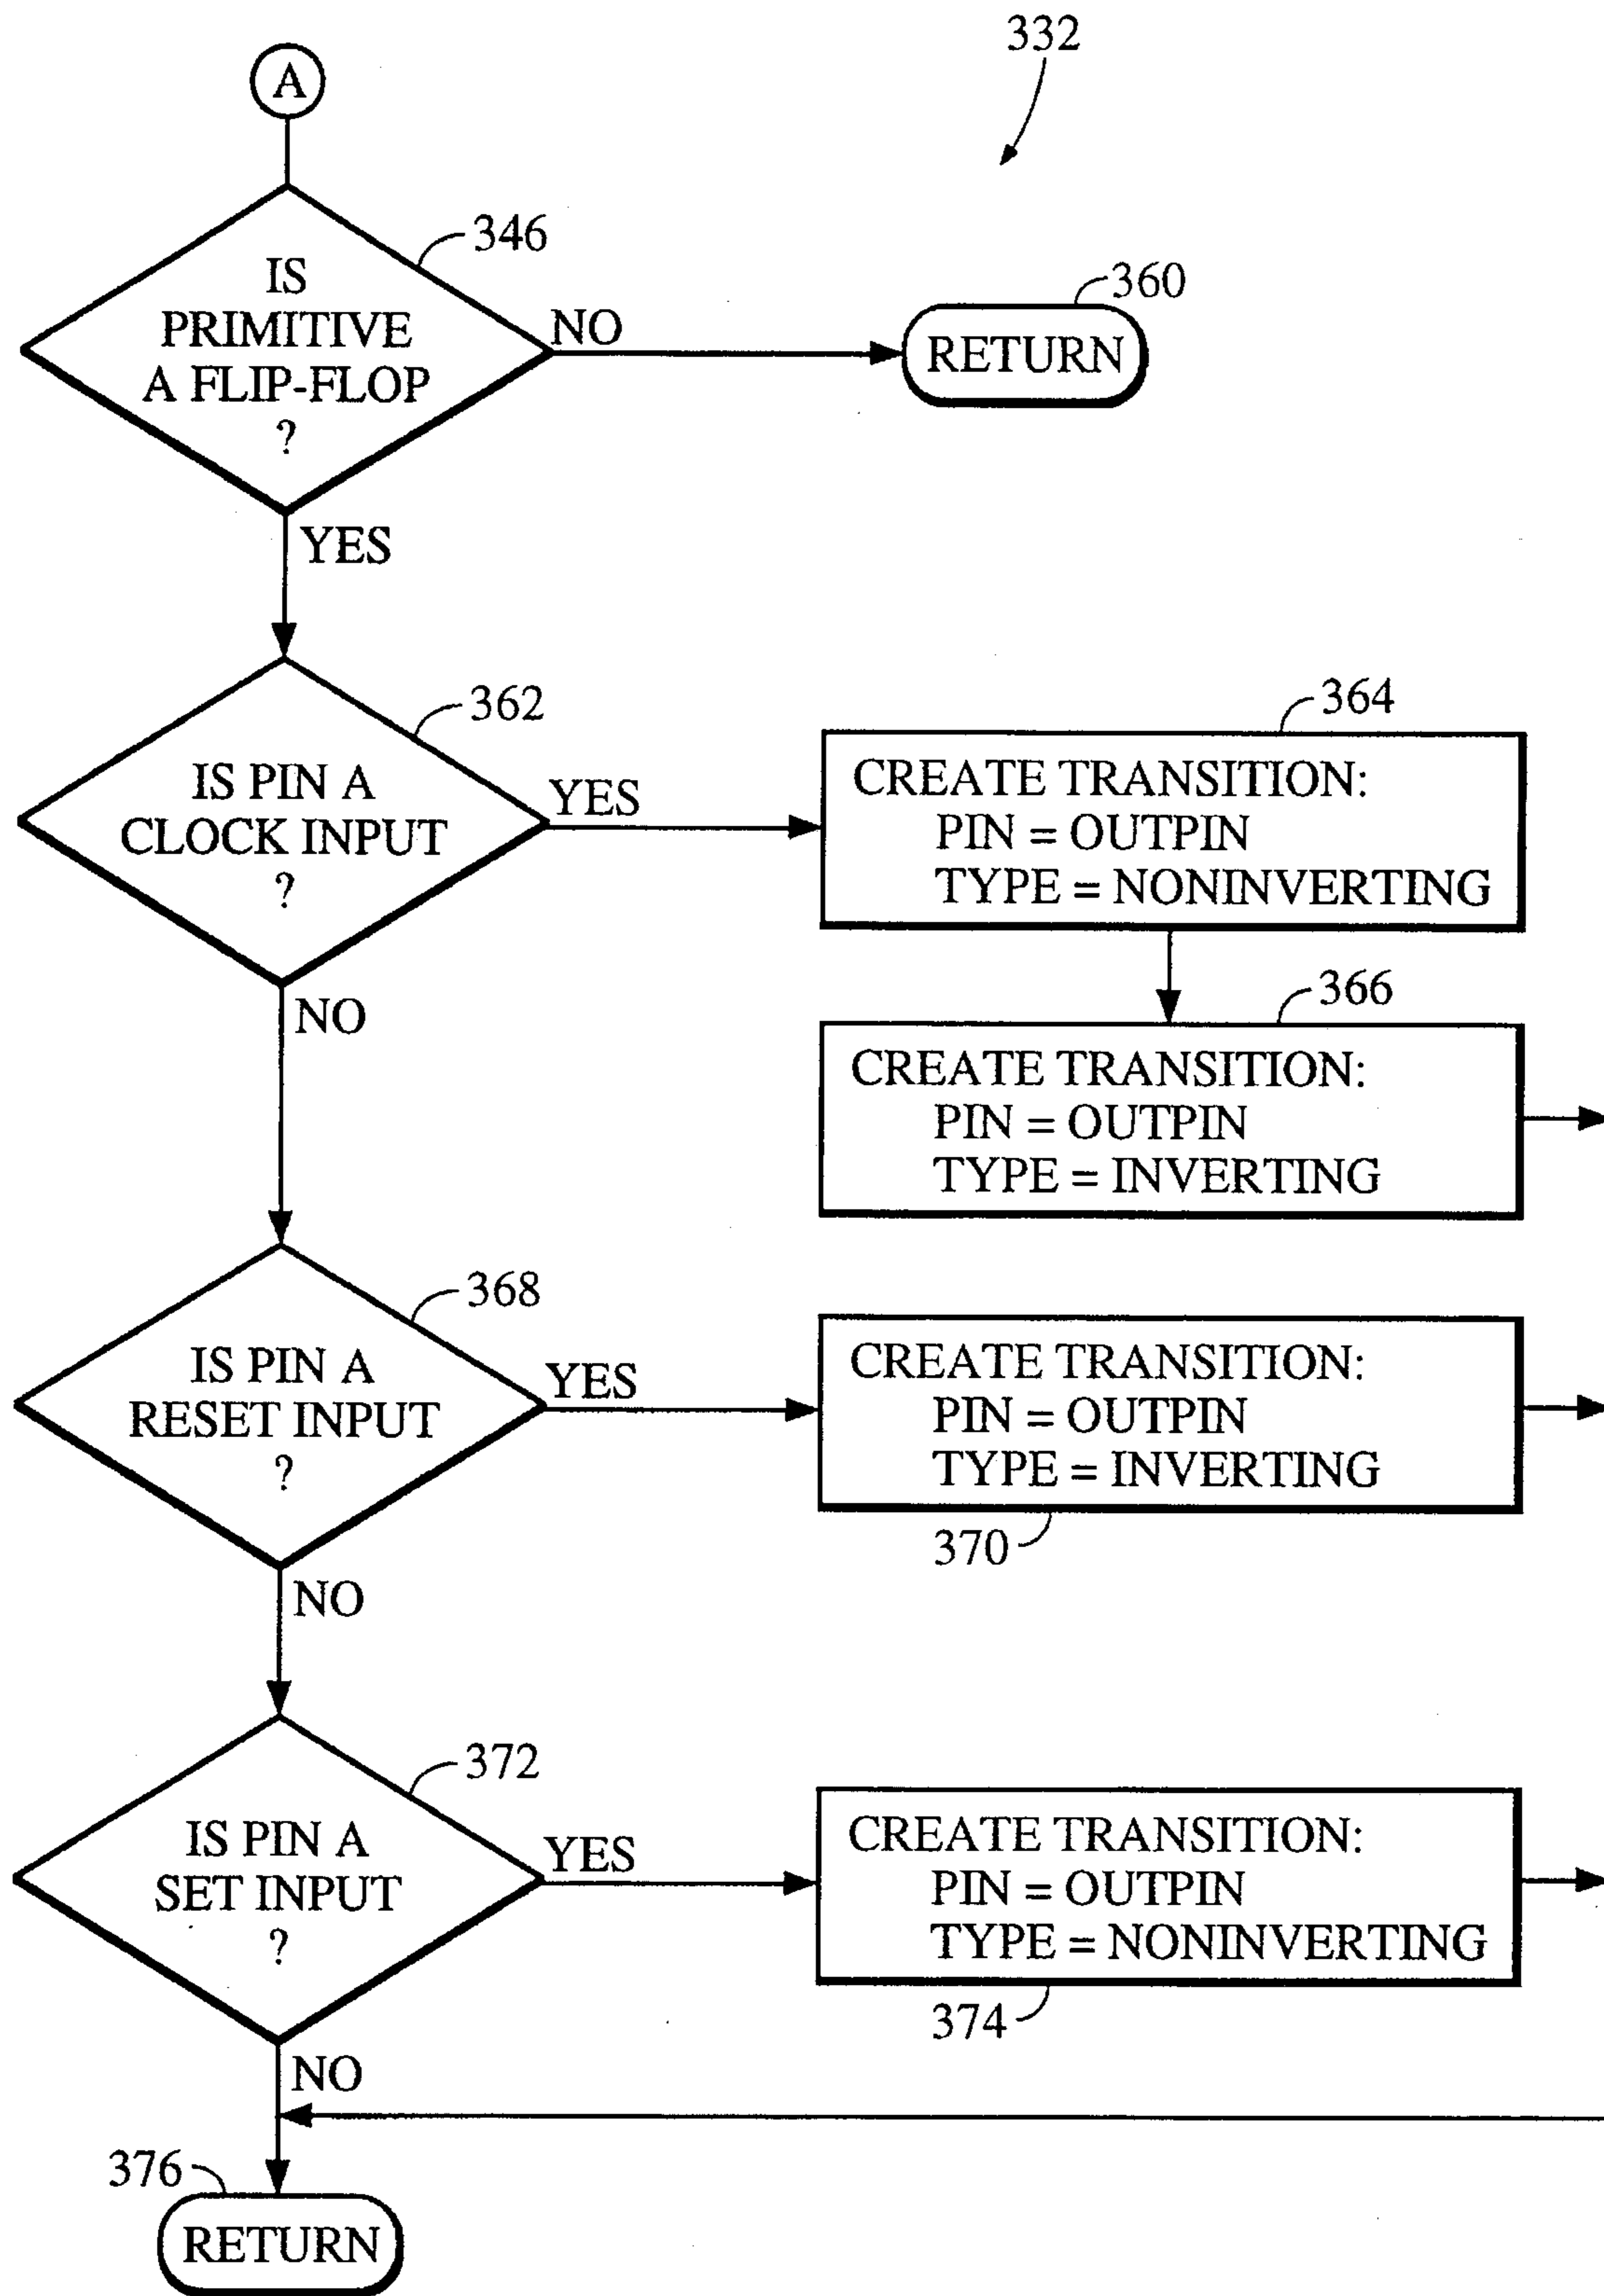 332
A
346
IS
PRIMITIVE
A FLIP-FLOP
?
NO
360
RETURN
YES
362
IS PIN A
CLOCK INPUT
?
YES
364
CREATE TRANSITION:
PIN = OUTPIN
TYPE = NONINVERTING
NO
366
CREATE TRANSITION:
PIN = OUTPIN
TYPE = INVERTING
368
IS PIN A
RESET INPUT
?
YES
CREATE TRANSITION:
PIN = OUTPIN
TYPE = INVERTING
370
NO
372
IS PIN A
SET INPUT
?
YES
CREATE TRANSITION:
PIN = OUTPIN
TYPE = NONINVERTING
374
NO
376
RETURN